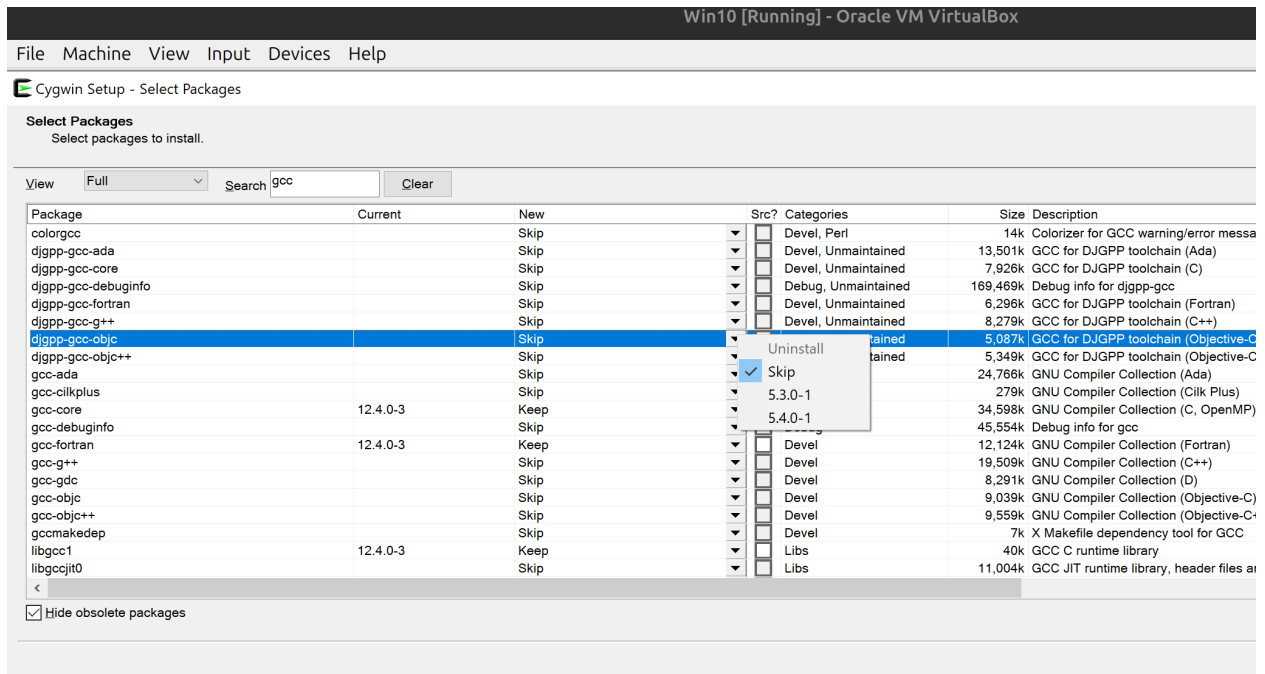 Win10 [Running] - Oracle VM VirtualBox
File Machine View Input Devices Help
Cygwin Setup - Select Packages
Select Packages
Select packages to install.
View Full Search gcc Clear
Package Current New Src? Categories Size Description
colorgcc Skip Devel, Perl 14k Colorizer for GCC warning/error messa
djgpp-gcc-ada Skip Devel, Unmaintained 13,501k GCC for DJGPP toolchain (Ada)
djgpp-gcc-core Skip Devel, Unmaintained 7,926k GCC for DJGPP toolchain (C)
djgpp-gcc-debuginfo Skip Debug, Unmaintained 169,469k Debug info for djgpp-gcc
djgpp-gcc-fortran Skip Devel, Unmaintained 6,296k GCC for DJGPP toolchain (Fortran)
djgpp-gcc-g++ Skip Devel, Unmaintained 8,279k GCC for DJGPP toolchain (C++)
djgpp-gcc-objc Skip tained 5,087k GCC for DJGPP toolchain (Objective-C
djgpp-gcc-objc++ Skip tained 5,349k GCC for DJGPP toolchain (Objective-C
gcc-ada Skip 24,766k GNU Compiler Collection (Ada)
gcc-cilkplus Skip 279k GNU Compiler Collection (Cilk Plus)
gcc-core 12.4.0-3 Keep 34,598k GNU Compiler Collection (C, OpenMP)
gcc-debuginfo Skip 45,554k Debug info for gcc
gcc-fortran 12.4.0-3 Keep Devel 12,124k GNU Compiler Collection (Fortran)
gcc-g++ Skip Devel 19,509k GNU Compiler Collection (C++)
gcc-gdc Skip Devel 8,291k GNU Compiler Collection (D)
gcc-objc Skip Devel 9,039k GNU Compiler Collection (Objective-C)
gcc-objc++ Skip Devel 9,559k GNU Compiler Collection (Objective-C+
gccmakedep Skip Devel 7k X Makefile dependency tool for GCC
libgcc1 12.4.0-3 Keep Libs 40k GCC C runtime library
libgccjit0 Skip Libs 11,004k GCC JIT runtime library, header files a
Uninstall
Skip
5.3.0-1
5.4.0-1
Hide obsolete packages